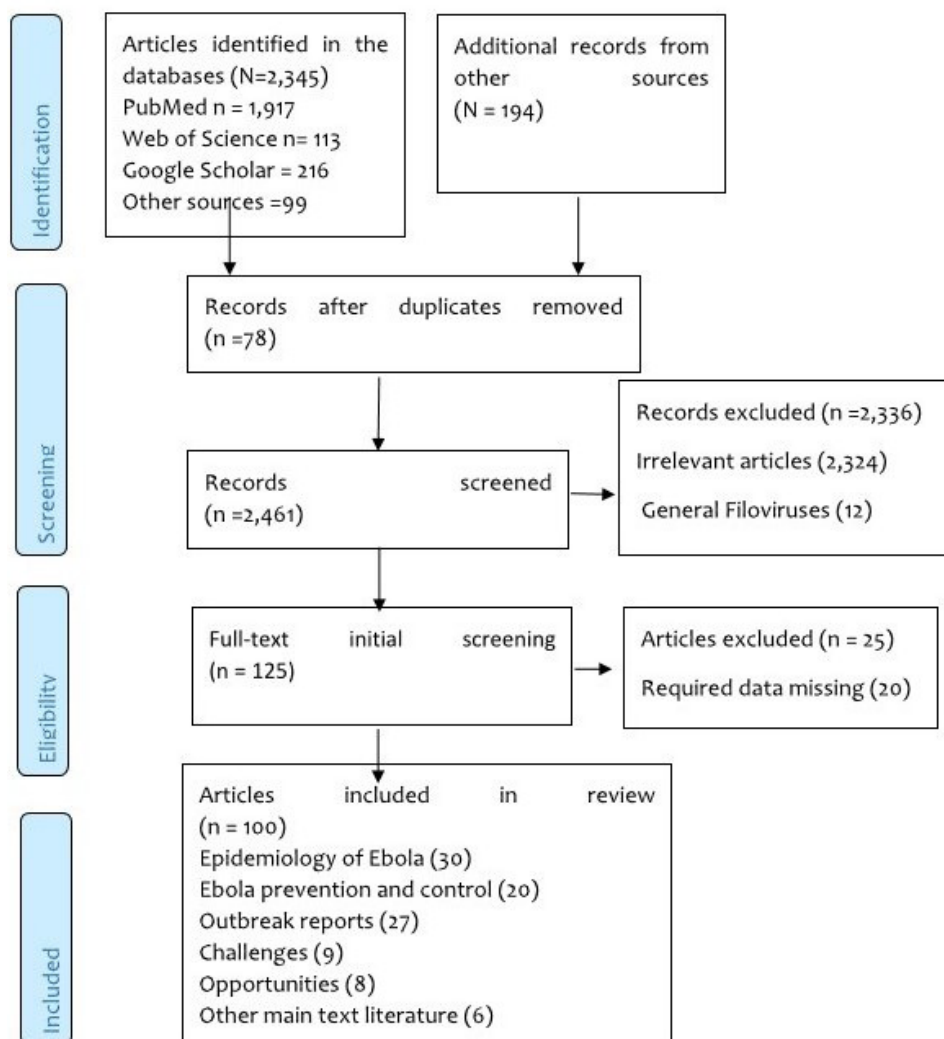 Identification
Articles identified in the
databases (N=2,345)
PubMed n = 1,917
Web of Science n= 113
Google Scholar = 216
Other sources =99
Additional records from
other sources
(N = 194)
Screening
Records after duplicates removed
(n =78)
Records screened
(n =2,461)
Records excluded (n =2,336)
Irrelevant articles (2,324)
General Filoviruses (12)
Eligibility
Full-text initial screening
(n = 125)
Articles excluded (n = 25)
Required data missing (20)
Included
Articles included in review
(n = 100)
Epidemiology of Ebola (30)
Ebola prevention and control (20)
Outbreak reports (27)
Challenges (9)
Opportunities (8)
Other main text literature (6)